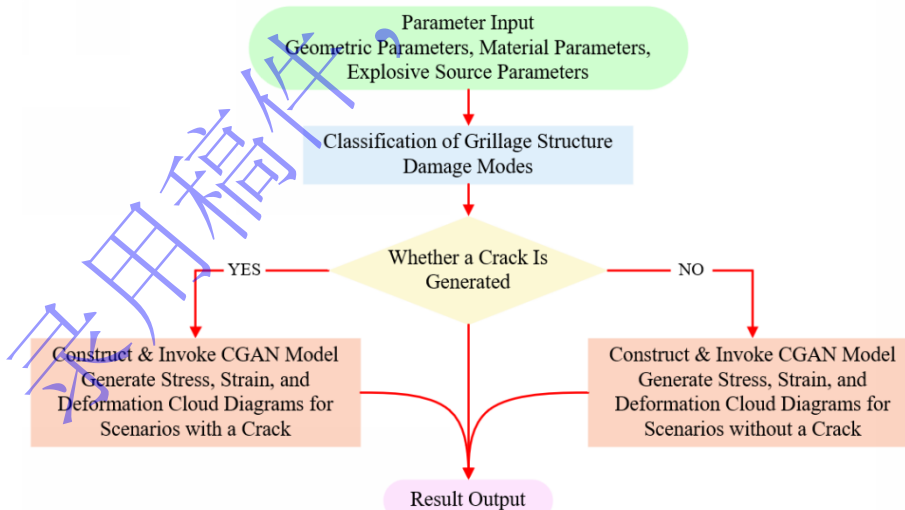 Parameter Input
Geometric Parameters, Material Parameters,
Explosive Source Parameters
Classification of Grillage Structure
Damage Modes
Whether a Crack Is
Generated
YES
NO
Construct & Invoke CGAN Model
Generate Stress, Strain, and
Deformation Cloud Diagrams for
Scenarios with a Crack
Construct & Invoke CGAN Model
Generate Stress, Strain, and
Deformation Cloud Diagrams for
Scenarios without a Crack
Result Output
录用稿件，